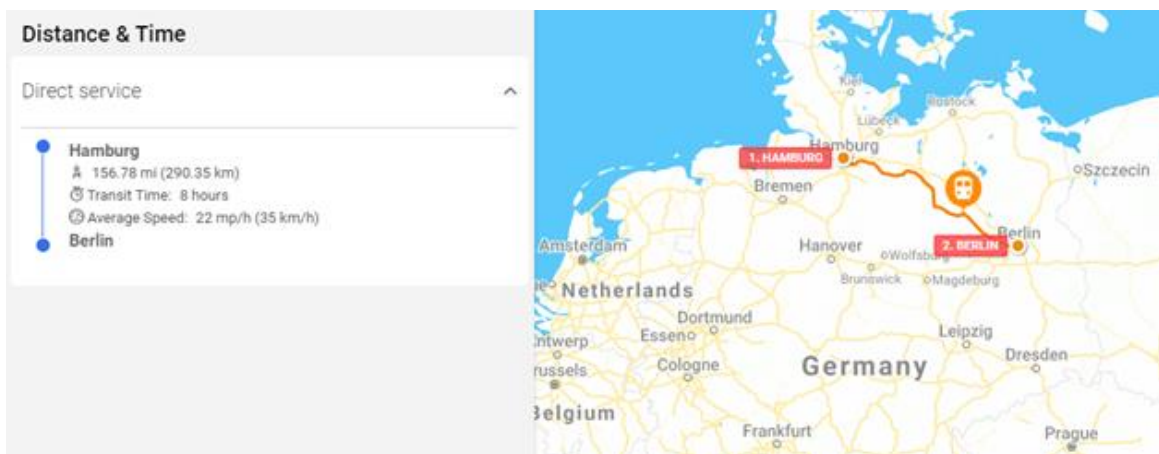 Distance & Time
Direct service
Hamburg
156.78 mi (290.35 km)
Transit Time: 8 hours
Average Speed: 22 mp/h (35 km/h)
Berlin
Kiel
Rostock
Lübeck
Hamburg
1. HAMBURG
Szczecin
Bremen
Berlin
2. BERLIN
Amsterdam
Hanover
Wolfsburg
Brunswick
Magdeburg
Netherlands
Dortmund
Essen
Leipzig
ntwerp
Cologne
Germany
Dresden
russels
Belgium
Frankfurt
Prague